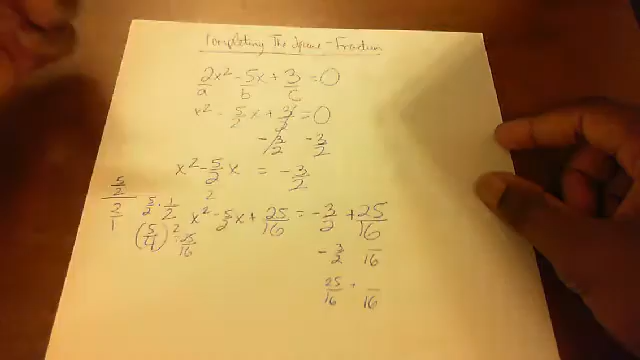 Completing The Square - Fraction
2x² - 5x + 3 = 0
a b c
x² - 5/2 x + 3/2 = 0
- 3/2 - 3/2
x² - 5/2 x = - 3/2
2
5/2
2/1
5/2 · 1/2
x² - 5/2 x + 25/16 = - 3/2 + 25/16
(5/4)² = 25/16
- 3/2 /16
25/16 + /16